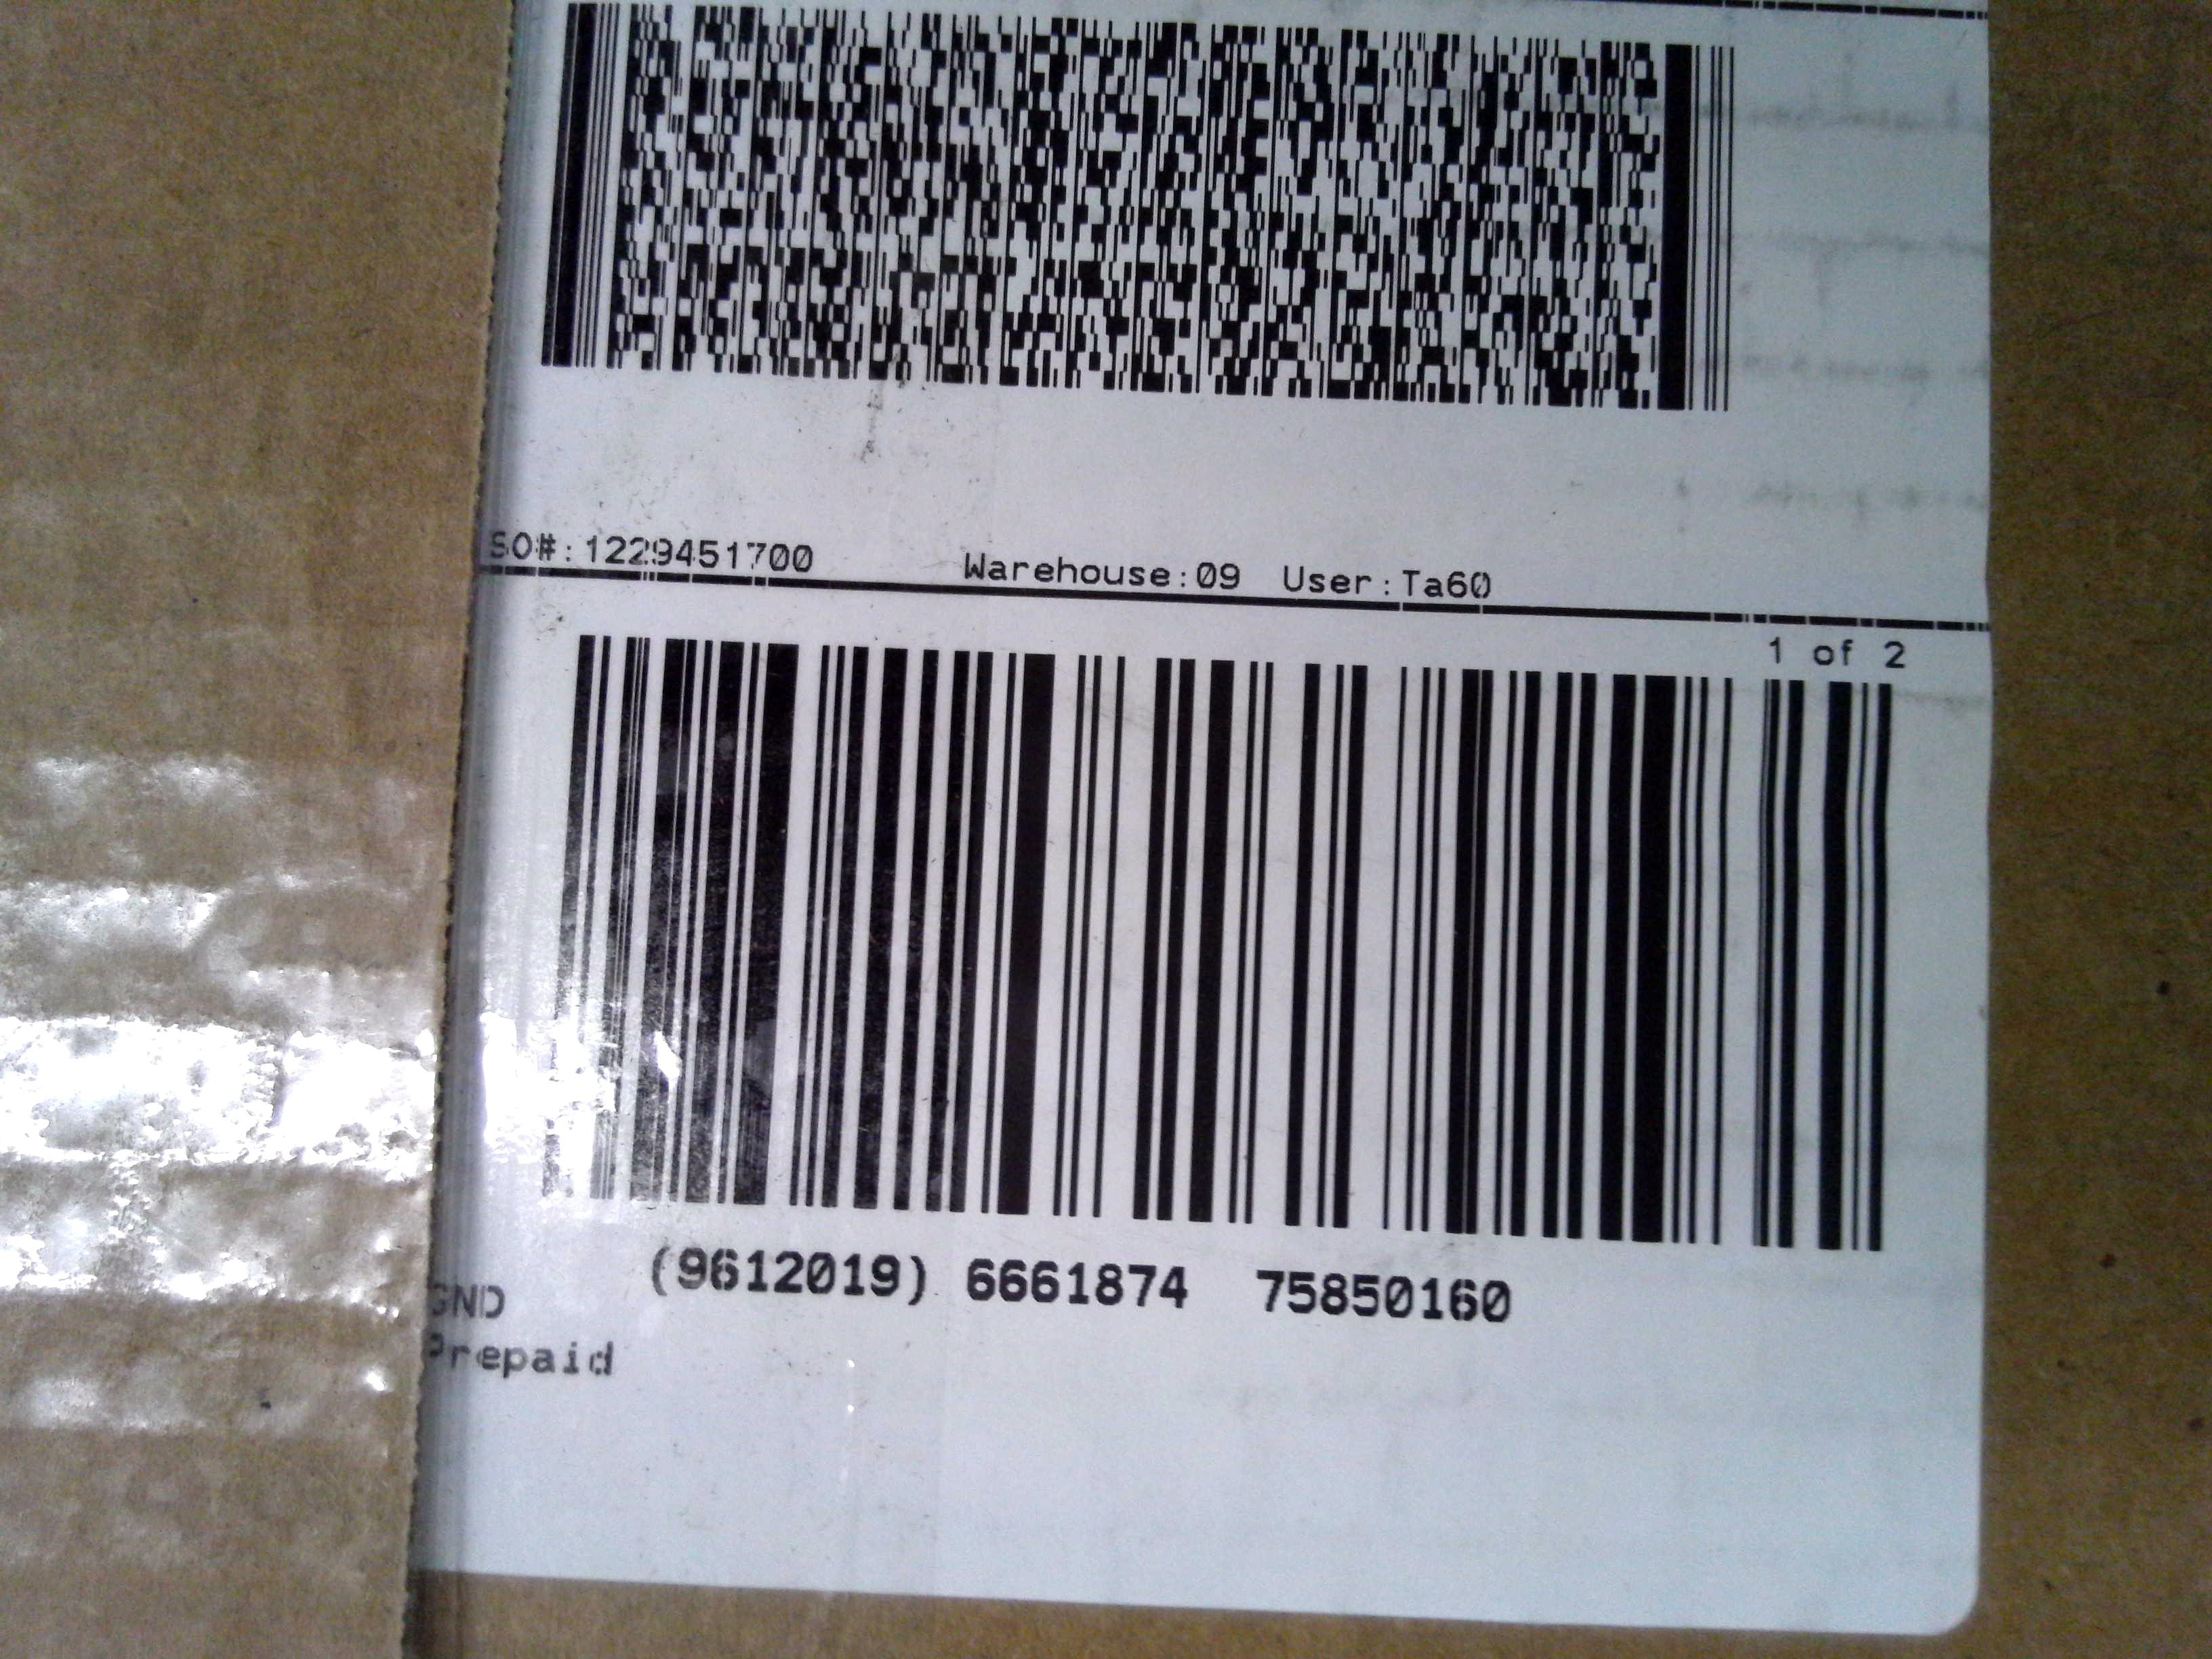 SO#:1229451700 Warehouse:09 User:Ta60
1 of 2
(9612019) 6661874 75850160
GND
Prepaid